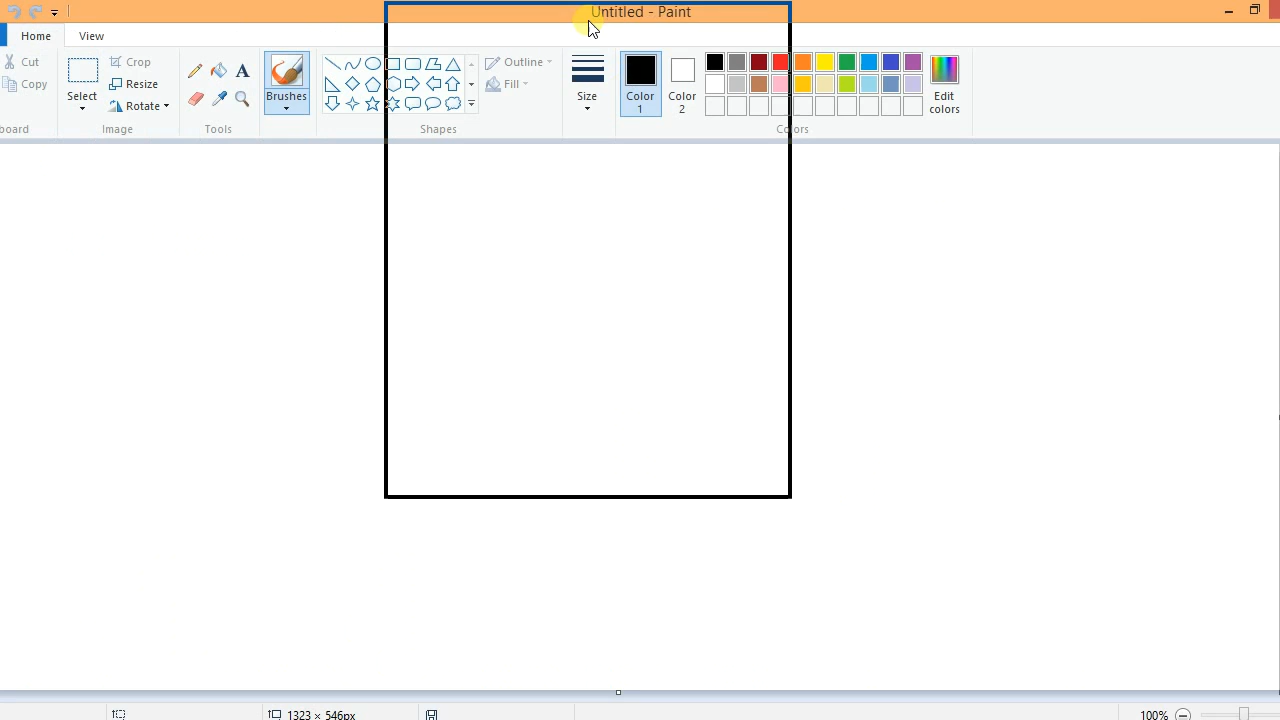 Untitled - Paint
Home View
Cut
Copy
board
Select
Crop
Resize
Rotate
Image
A
Tools
Brushes
Outline
Fill
Shapes
Size
Color 1
Color 2
Colors
Edit colors
1323 × 546px
100%